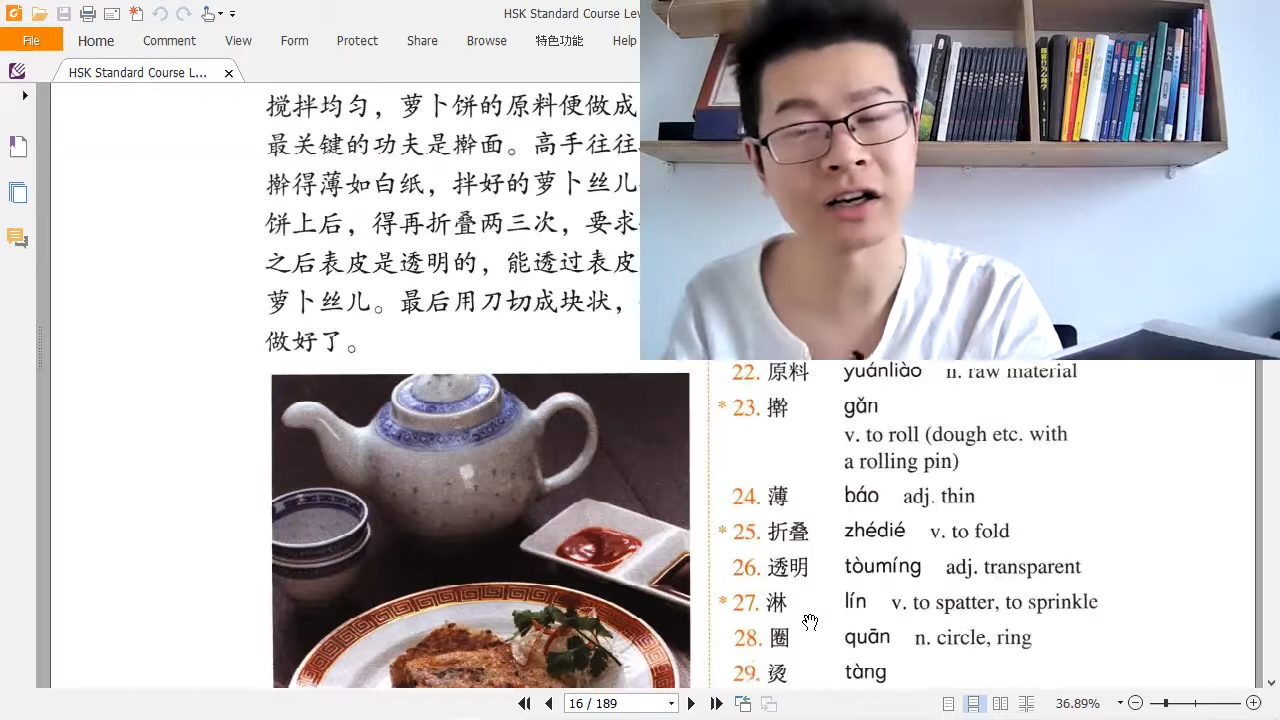 HSK Standard Course Lev
File Home Comment View Form Protect Share Browse 特色功能 Help
HSK Standard Course L...
搅拌均匀，萝卜饼的原料便做成
最关键的功夫是擀面。高手往往
擀得薄如白纸，拌好的萝卜丝儿
饼上后，得再折叠两三次，要求
之后表皮是透明的，能透过表皮
萝卜丝儿。最后用刀切成块状，
做好了。
22. 原料 yuánliào n. raw material
* 23. 擀 gǎn
v. to roll (dough etc. with
a rolling pin)
24. 薄 báo adj. thin
* 25. 折叠 zhédié v. to fold
26. 透明 tòumíng adj. transparent
* 27. 淋 lín v. to spatter, to sprinkle
28. 圈 quān n. circle, ring
29. 烫 tàng
16 / 189
36.89%